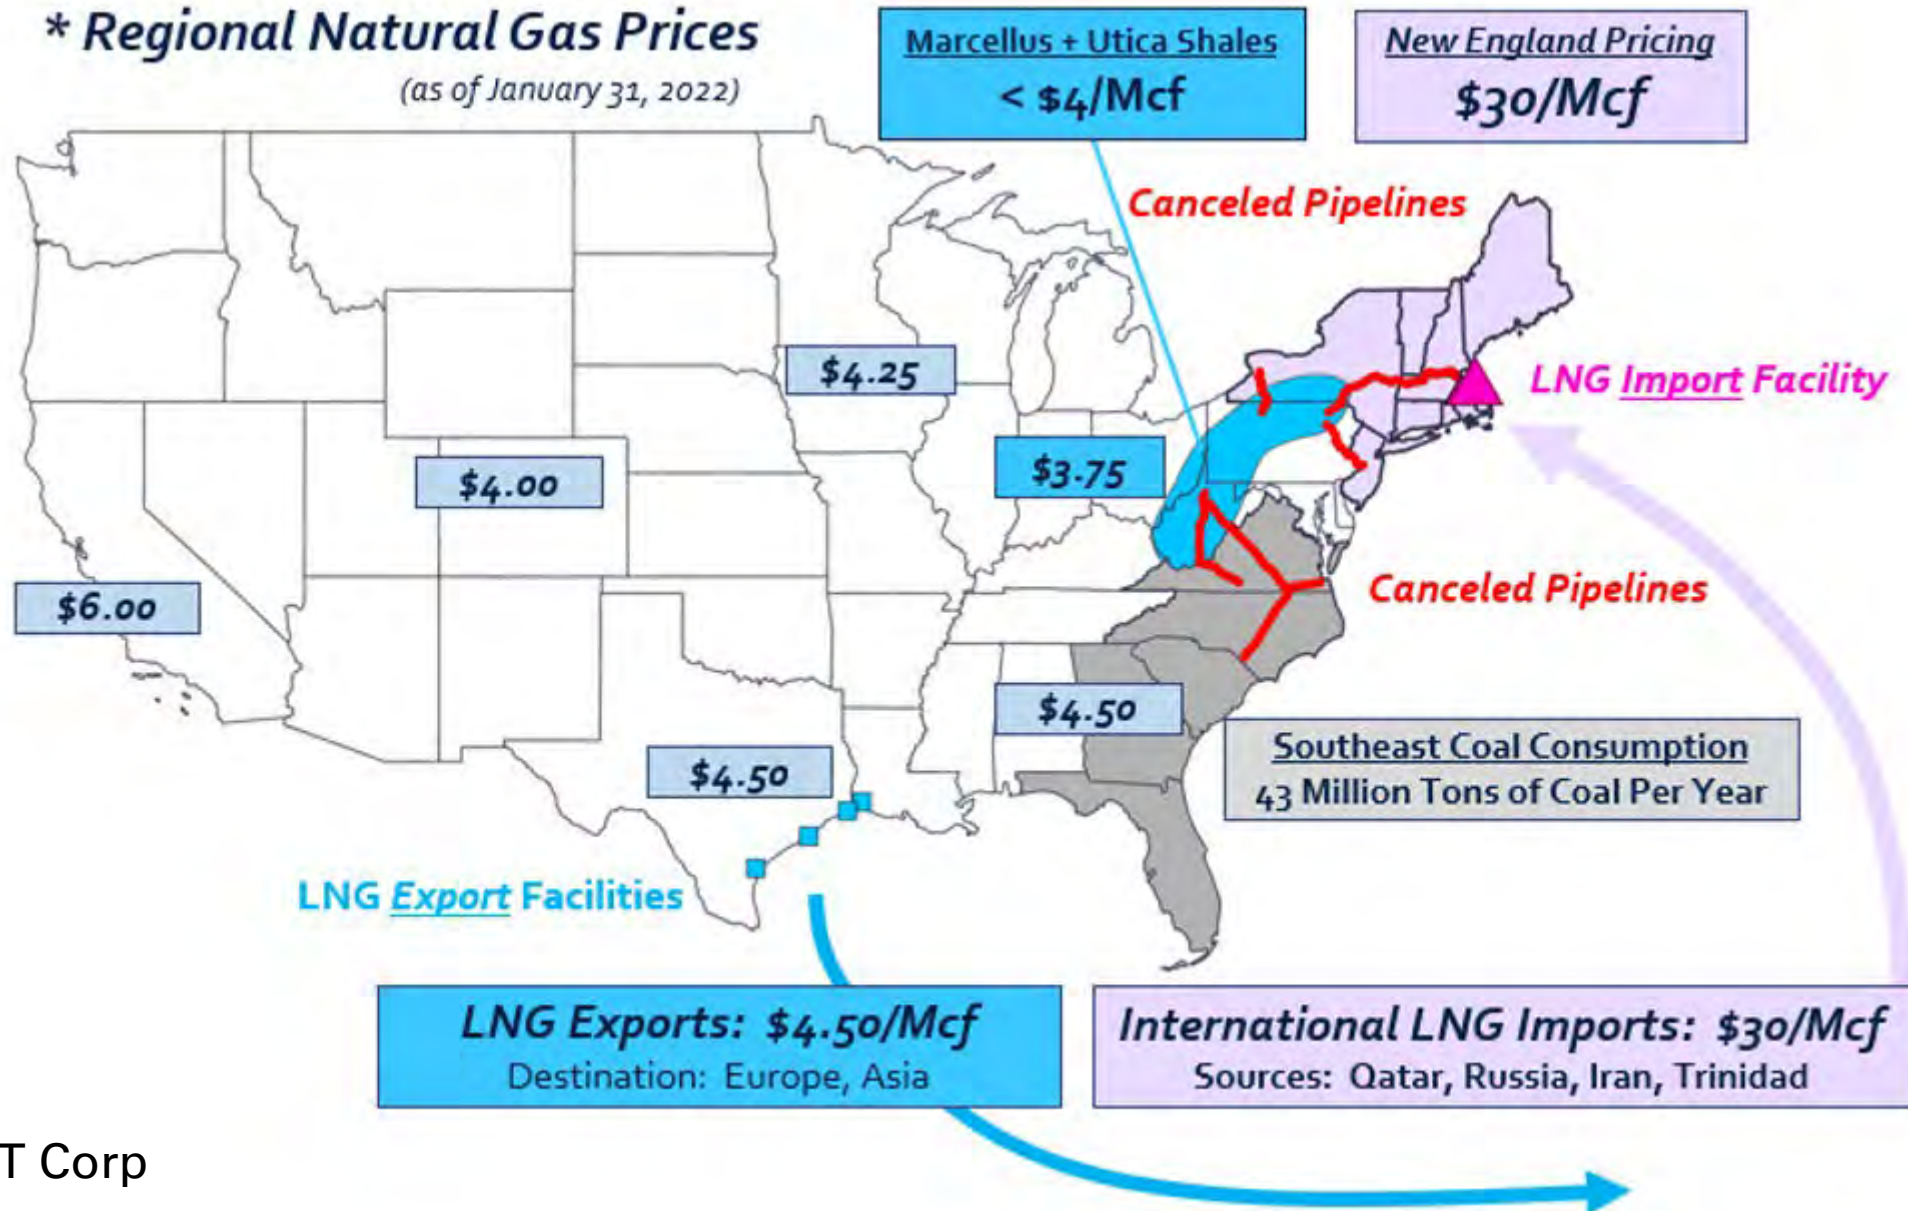 * Regional Natural Gas Prices
(as of January 31, 2022)
Marcellus + Utica Shales
< $4/Mcf
New England Pricing
$30/Mcf
Canceled Pipelines
$4.25
LNG Import Facility
$3.75
$4.00
$6.00
Canceled Pipelines
$4.50
$4.50
Southeast Coal Consumption
43 Million Tons of Coal Per Year
LNG Export Facilities
LNG Exports: $4.50/Mcf
Destination: Europe, Asia
International LNG Imports: $30/Mcf
Sources: Qatar, Russia, Iran, Trinidad
T Corp